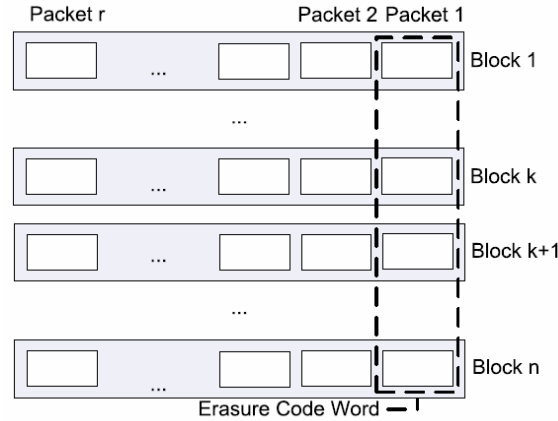 Packet r Packet 2 Packet 1
... Block 1
...
... Block k
... Block k+1
...
... Block n
Erasure Code Word